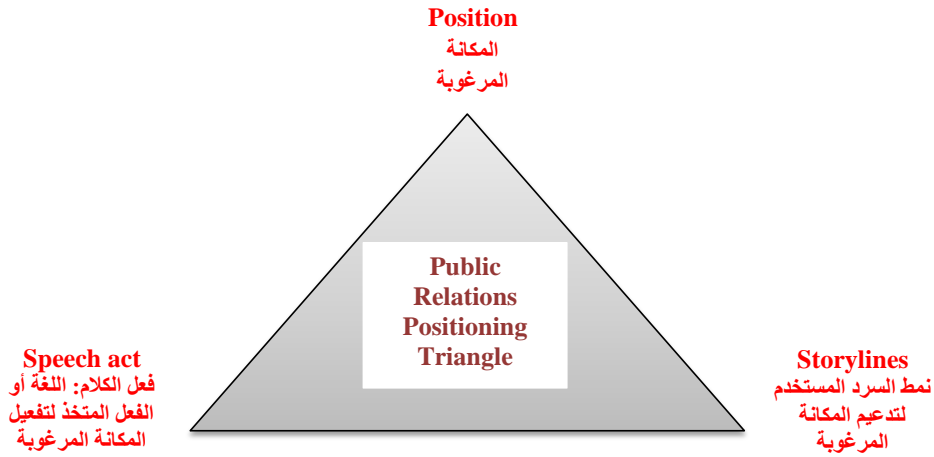 Position
المكانة
المرغوبة
Public
Relations
Positioning
Triangle
Speech act
فعل الكلام: اللغة أو
الفعل المتخذ لتفعيل
المكانة المرغوبة
Storylines
نمط السرد المستخدم
لتدعيم المكانة
المرغوبة